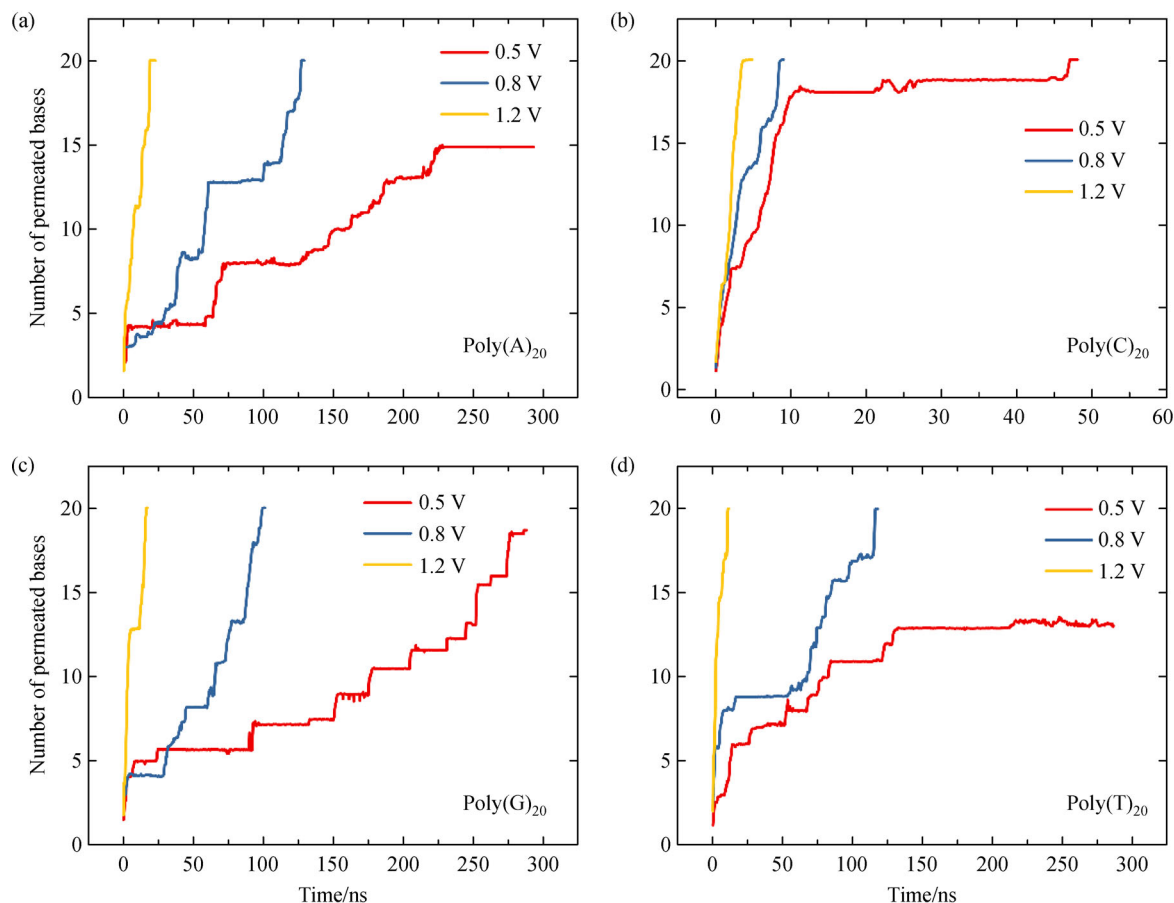 (a)
20
15
10
5
0
Number of permeated bases
0.5 V
0.8 V
1.2 V
Poly(A)₂₀
0 50 100 150 200 250 300
(b)
20
15
10
5
0
0.5 V
0.8 V
1.2 V
Poly(C)₂₀
0 10 20 30 40 50 60
(c)
20
15
10
5
0
Number of permeated bases
0.5 V
0.8 V
1.2 V
Poly(G)₂₀
0 50 100 150 200 250 300
Time/ns
(d)
20
15
10
5
0
0.5 V
0.8 V
1.2 V
Poly(T)₂₀
0 50 100 150 200 250 300
Time/ns